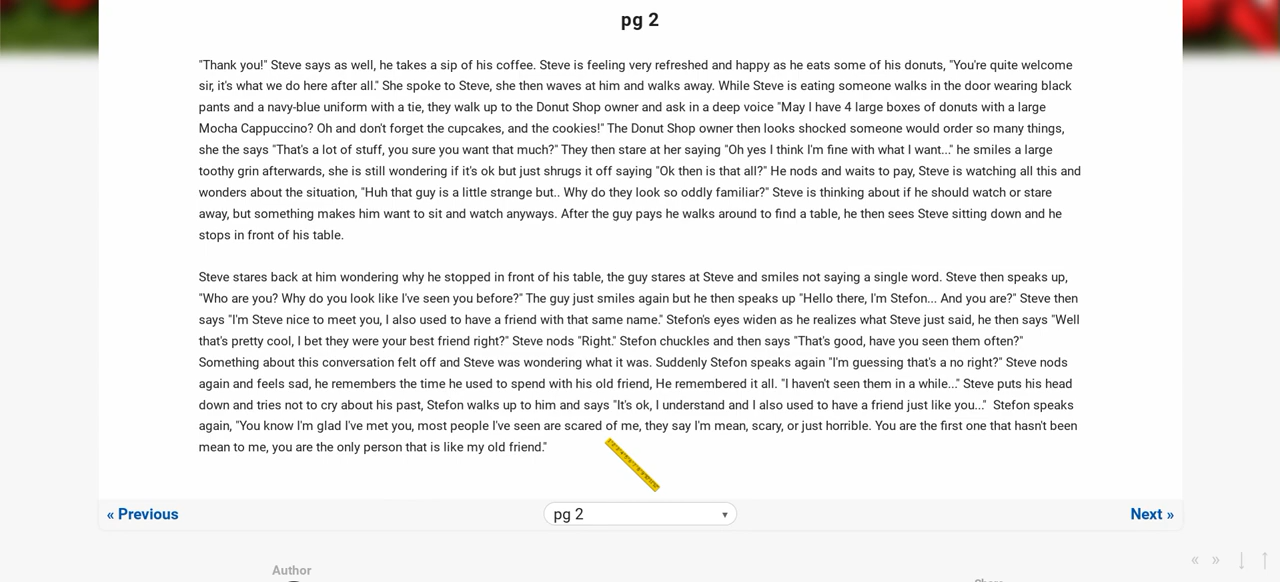 pg 2
"Thank you!" Steve says as well, he takes a sip of his coffee. Steve is feeling very refreshed and happy as he eats some of his donuts, "You're quite welcome
sir, it's what we do here after all." She spoke to Steve, she then waves at him and walks away. While Steve is eating someone walks in the door wearing black
pants and a navy-blue uniform with a tie, they walk up to the Donut Shop owner and ask in a deep voice "May I have 4 large boxes of donuts with a large
Mocha Cappuccino? Oh and don't forget the cupcakes, and the cookies!" The Donut Shop owner then looks shocked someone would order so many things,
she the says "That's a lot of stuff, you sure you want that much?" They then stare at her saying "Oh yes I think I'm fine with what I want..." he smiles a large
toothy grin afterwards, she is still wondering if it's ok but just shrugs it off saying "Ok then is that all?" He nods and waits to pay, Steve is watching all this and
wonders about the situation, "Huh that guy is a little strange but.. Why do they look so oddly familiar?" Steve is thinking about if he should watch or stare
away, but something makes him want to sit and watch anyways. After the guy pays he walks around to find a table, he then sees Steve sitting down and he
stops in front of his table.
Steve stares back at him wondering why he stopped in front of his table, the guy stares at Steve and smiles not saying a single word. Steve then speaks up,
"Who are you? Why do you look like I've seen you before?" The guy just smiles again but he then speaks up "Hello there, I'm Stefon... And you are?" Steve then
says "I'm Steve nice to meet you, I also used to have a friend with that same name." Stefon's eyes widen as he realizes what Steve just said, he then says "Well
that's pretty cool, I bet they were your best friend right?" Steve nods "Right." Stefon chuckles and then says "That's good, have you seen them often?"
Something about this conversation felt off and Steve was wondering what it was. Suddenly Stefon speaks again "I'm guessing that's a no right?" Steve nods
again and feels sad, he remembers the time he used to spend with his old friend, He remembered it all. "I haven't seen them in a while..." Steve puts his head
down and tries not to cry about his past, Stefon walks up to him and says "It's ok, I understand and I also used to have a friend just like you..."  Stefon speaks
again, "You know I'm glad I've met you, most people I've seen are scared of me, they say I'm mean, scary, or just horrible. You are the first one that hasn't been
mean to me, you are the only person that is like my old friend."
« Previous
pg 2
Next »
Author